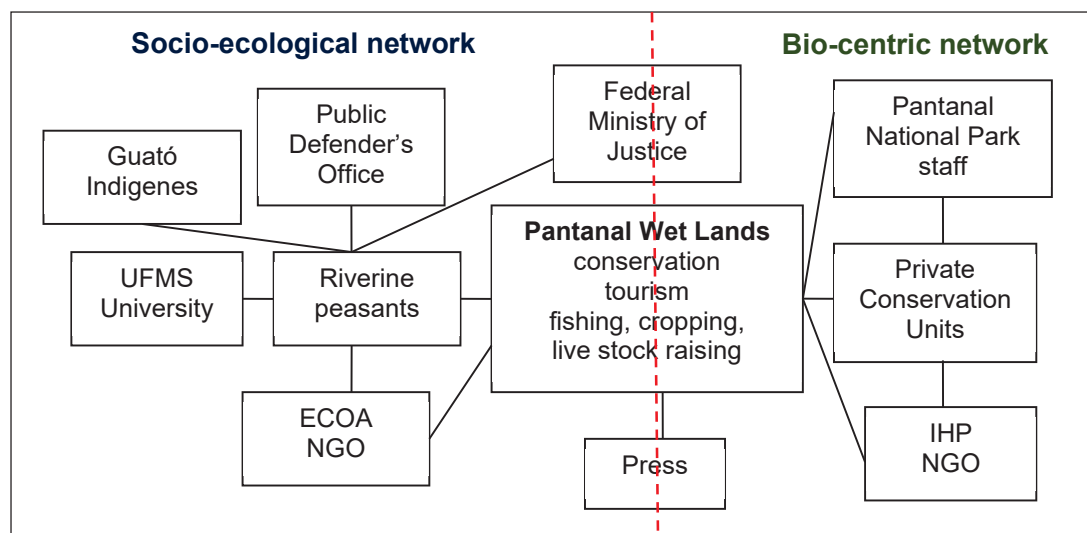 Socio-ecological network
Bio-centric network
Guató
Indigenes
Public
Defender's
Office
Federal
Ministry of
Justice
Pantanal
National Park
staff
UFMS
University
Riverine
peasants
Pantanal Wet Lands
conservation
tourism
fishing, cropping,
live stock raising
Private
Conservation
Units
ECOA
NGO
Press
IHP
NGO